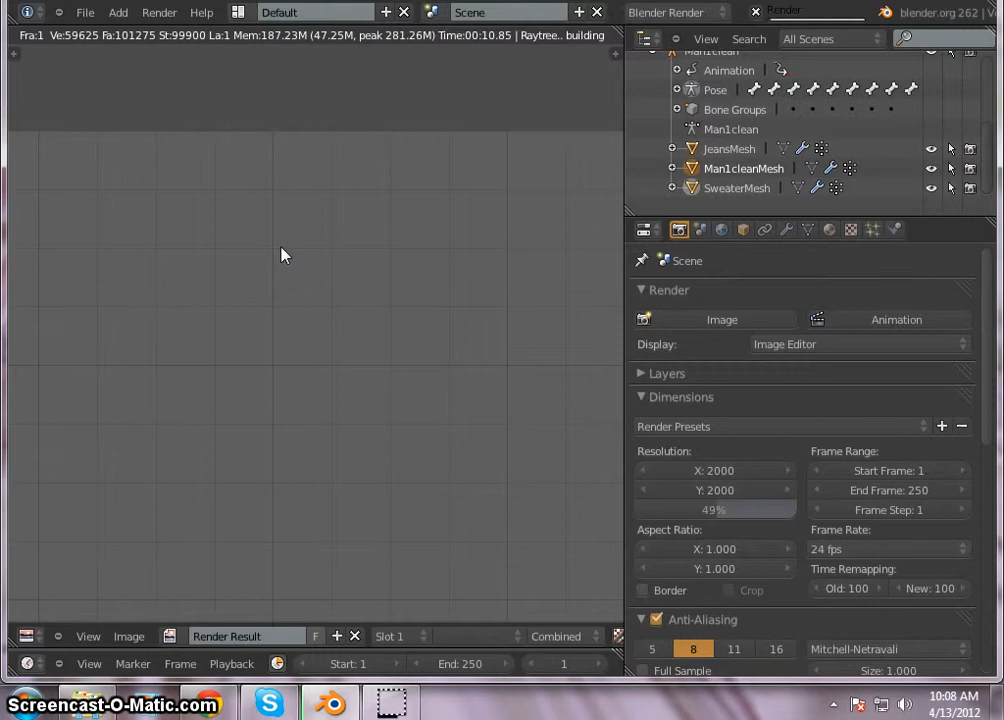 File Add Render Help Default Scene Blender Render Render blender.org 262
Fra:1 Ve:59625 Fa:101275 St:99900 La:1 Mem:187.23M (47.25M, peak 281.26M) Time:00:10.85 | Raytree.. building
View Search All Scenes
Man1clean
Animation
Pose
Bone Groups
Man1clean
JeansMesh
Man1cleanMesh
SweaterMesh
Scene
Render
Image Animation
Display: Image Editor
Layers
Dimensions
Render Presets
Resolution: Frame Range:
X: 2000 Start Frame: 1
Y: 2000 End Frame: 250
49% Frame Step: 1
Aspect Ratio: Frame Rate:
X: 1.000 24 fps
Y: 1.000 Time Remapping:
Border Crop Old: 100 New: 100
Anti-Aliasing
5 8 11 16 Mitchell-Netravali
Full Sample Size: 1.000
View Image Render Result F Slot 1 Combined
View Marker Frame Playback Start: 1 End: 250 1
Screencast-O-Matic.com
10:08 AM
4/13/2012